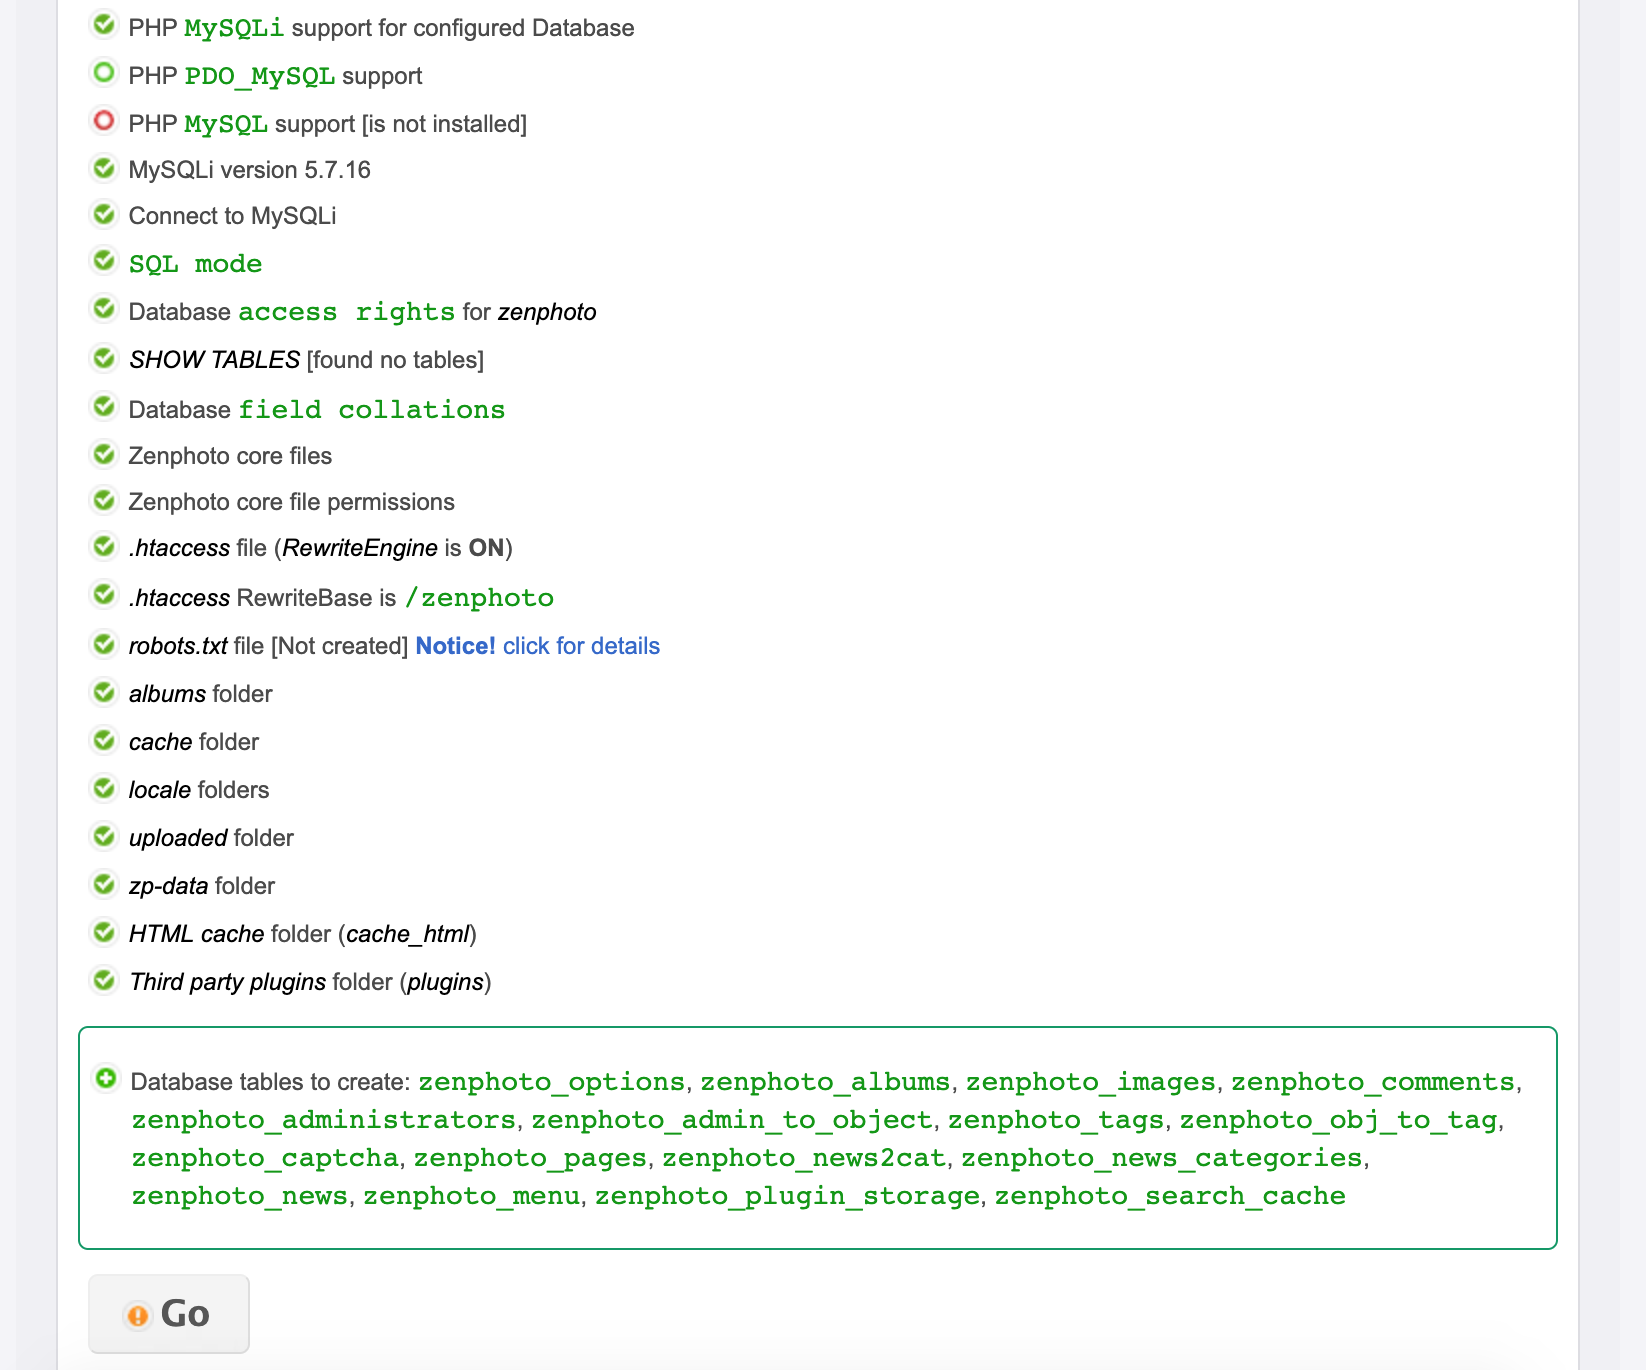 PHP MySQLi support for configured Database
PHP PDO_MySQL support
PHP MySQL support [is not installed]
MySQLi version 5.7.16
Connect to MySQLi
SQL mode
Database access rights for zenphoto
SHOW TABLES [found no tables]
Database field collations
Zenphoto core files
Zenphoto core file permissions
.htaccess file (RewriteEngine is ON)
.htaccess RewriteBase is /zenphoto
robots.txt file [Not created] Notice! click for details
albums folder
cache folder
locale folders
uploaded folder
zp-data folder
HTML cache folder (cache_html)
Third party plugins folder (plugins)
Database tables to create: zenphoto_options, zenphoto_albums, zenphoto_images, zenphoto_comments,
zenphoto_administrators, zenphoto_admin_to_object, zenphoto_tags, zenphoto_obj_to_tag,
zenphoto_captcha, zenphoto_pages, zenphoto_news2cat, zenphoto_news_categories,
zenphoto_news, zenphoto_menu, zenphoto_plugin_storage, zenphoto_search_cache
Go